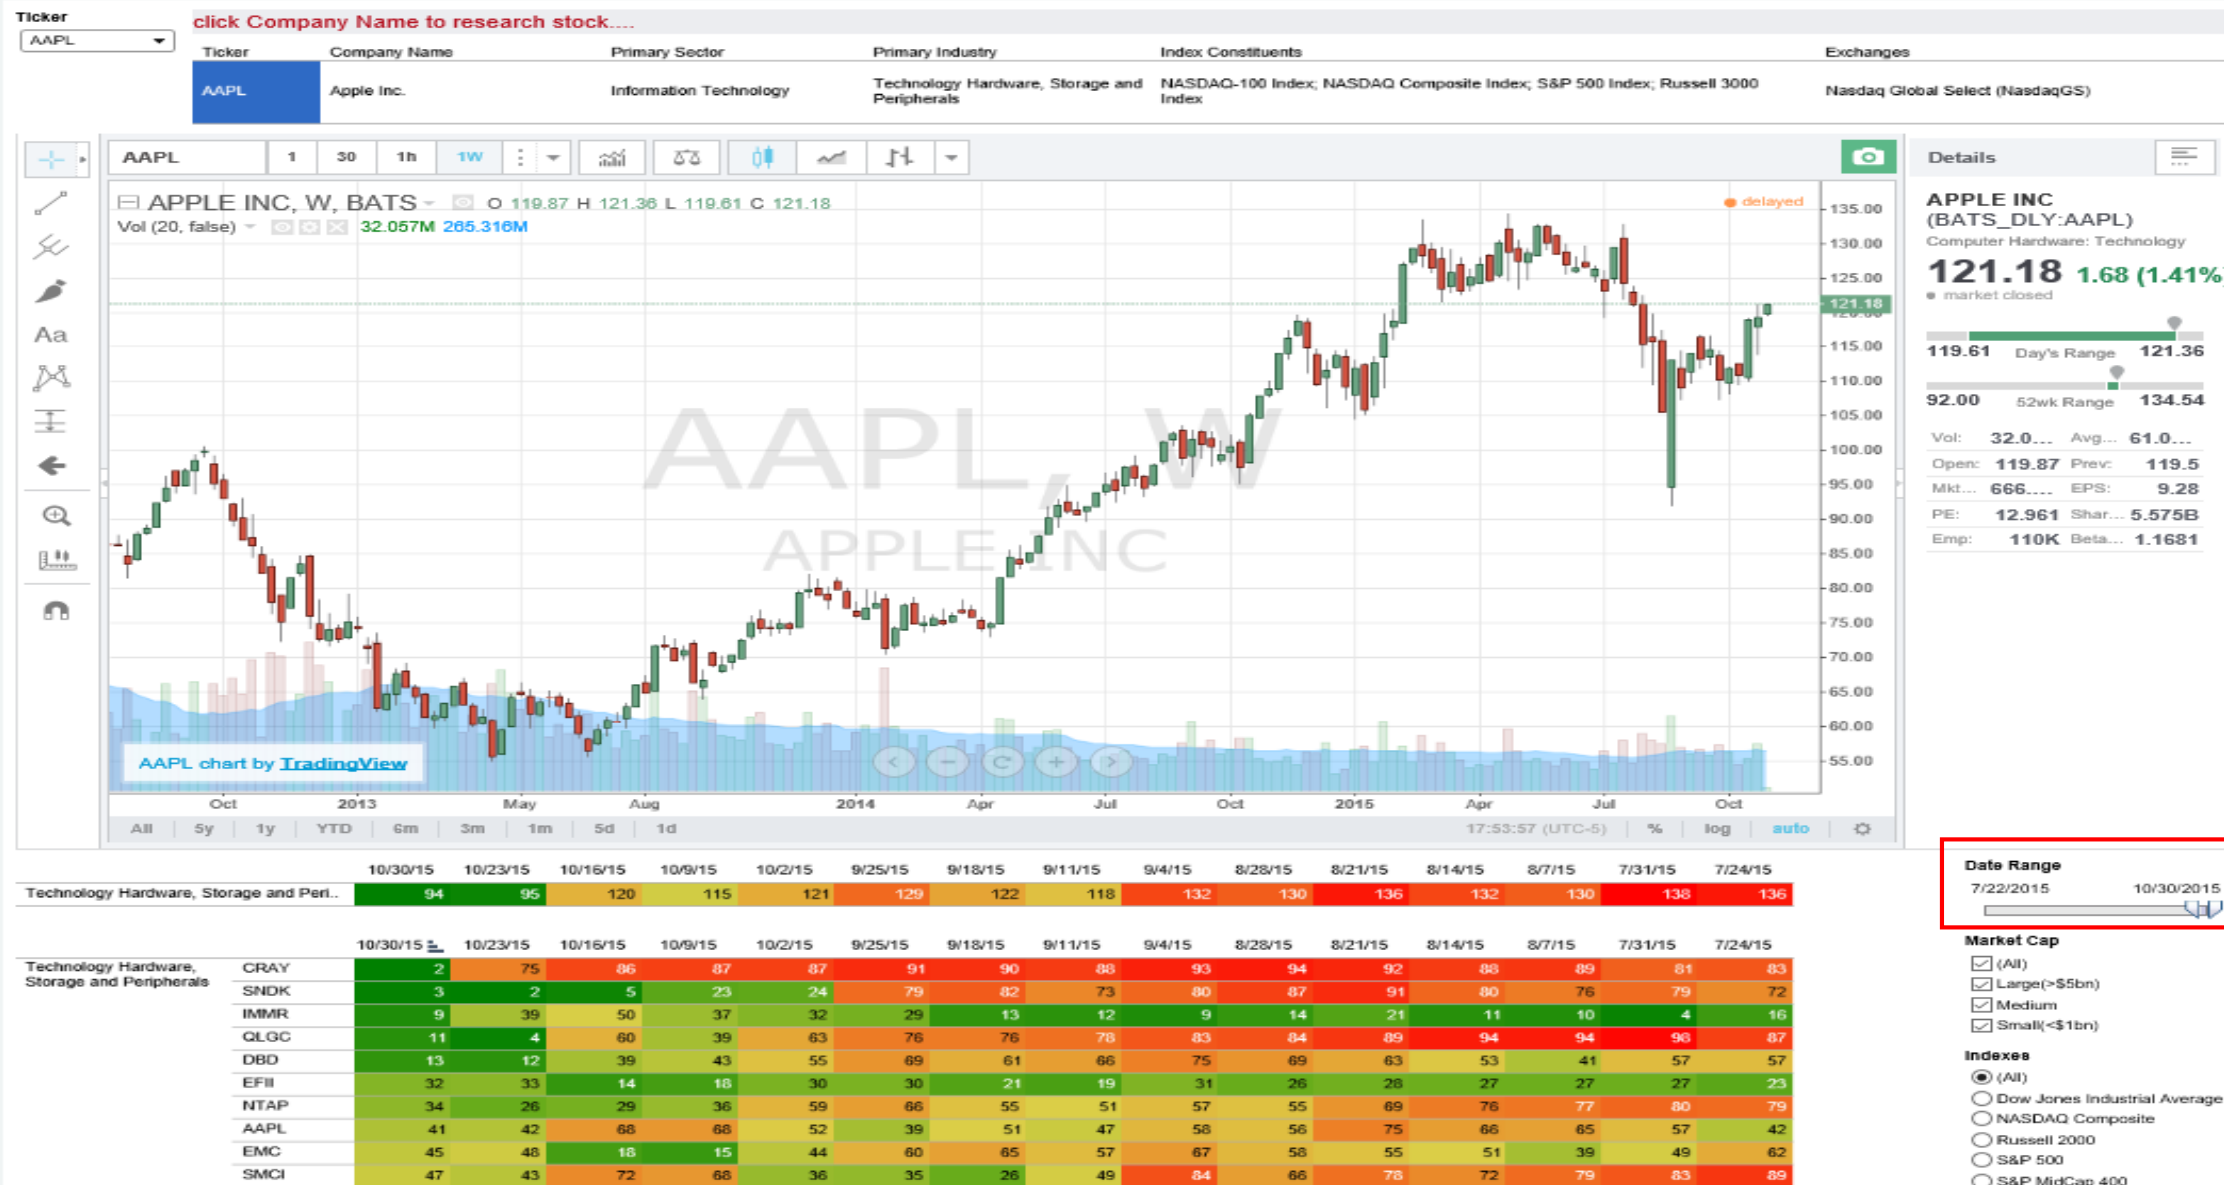 Ticker
AAPL
click Company Name to research stock....
Ticker Company Name Primary Sector Primary Industry Index Constituents Exchanges
AAPL Apple Inc. Information Technology Technology Hardware, Storage and Peripherals NASDAQ-100 Index; NASDAQ Composite Index; S&P 500 Index; Russell 3000 Index Nasdaq Global Select (NasdaqGS)
AAPL 1 30 1h 1W
APPLE INC, W, BATS O 119.87 H 121.36 L 119.61 C 121.18
Vol (20, false) 32.057M 265.316M
delayed
135.00
130.00
125.00
121.18
120.00
115.00
110.00
105.00
100.00
95.00
90.00
85.00
80.00
75.00
70.00
65.00
60.00
55.00
Aa
AAPL, W
APPLE INC
AAPL chart by TradingView
Oct 2013 May Aug 2014 Apr Jul Oct 2015 Apr Jul Oct
All 5y 1y YTD 6m 3m 1m 5d 1d 17:53:57 (UTC-5) % log auto
Details
APPLE INC
(BATS_DLY:AAPL)
Computer Hardware: Technology
121.18 1.68 (1.41%)
market closed
119.61 Day's Range 121.36
92.00 52wk Range 134.54
Vol: 32.0... Avg... 61.0...
Open: 119.87 Prev: 119.5
Mkt... 666.... EPS: 9.28
PE: 12.961 Shar... 5.575B
Emp: 110K Beta... 1.1681
10/30/15 10/23/15 10/16/15 10/9/15 10/2/15 9/25/15 9/18/15 9/11/15 9/4/15 8/28/15 8/21/15 8/14/15 8/7/15 7/31/15 7/24/15
Technology Hardware, Storage and Peri.. 94 95 120 115 121 129 122 118 132 130 136 132 130 138 136
10/30/15 10/23/15 10/16/15 10/9/15 10/2/15 9/25/15 9/18/15 9/11/15 9/4/15 8/28/15 8/21/15 8/14/15 8/7/15 7/31/15 7/24/15
Technology Hardware,
Storage and Peripherals
CRAY 2 75 86 87 87 91 90 88 93 94 92 88 89 81 83
SNDK 3 2 5 23 24 79 82 73 80 87 91 80 76 79 72
IMMR 9 39 50 37 32 29 13 12 9 14 21 11 10 4 16
QLGC 11 4 60 39 63 76 76 78 83 84 89 94 94 98 87
DBD 13 12 39 43 55 69 61 66 75 69 63 53 41 57 57
EFII 32 33 14 18 30 30 21 19 31 26 28 27 27 27 23
NTAP 34 26 29 36 59 66 55 51 57 55 69 76 77 80 79
AAPL 41 42 68 68 52 39 51 47 58 56 75 66 65 57 42
EMC 45 48 18 15 44 60 65 57 67 58 55 51 39 49 62
SMCI 47 43 72 68 36 35 26 49 84 66 78 72 79 83 89
Date Range
7/22/2015 10/30/2015
Market Cap
(All)
Large(>$5bn)
Medium
Small(<$1bn)
Indexes
(All)
Dow Jones Industrial Average
NASDAQ Composite
Russell 2000
S&P 500
S&P MidCap 400